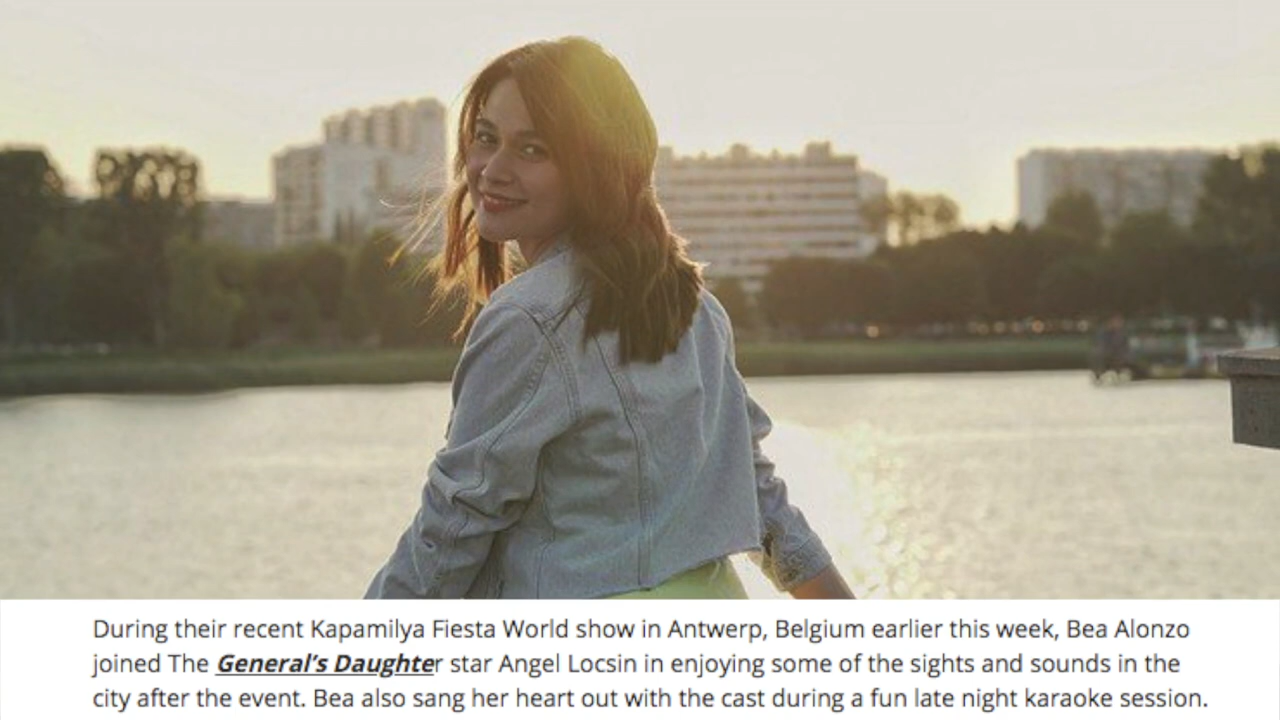 During their recent Kapamilya Fiesta World show in Antwerp, Belgium earlier this week, Bea Alonzo
joined The General’s Daughter star Angel Locsin in enjoying some of the sights and sounds in the
city after the event. Bea also sang her heart out with the cast during a fun late night karaoke session.